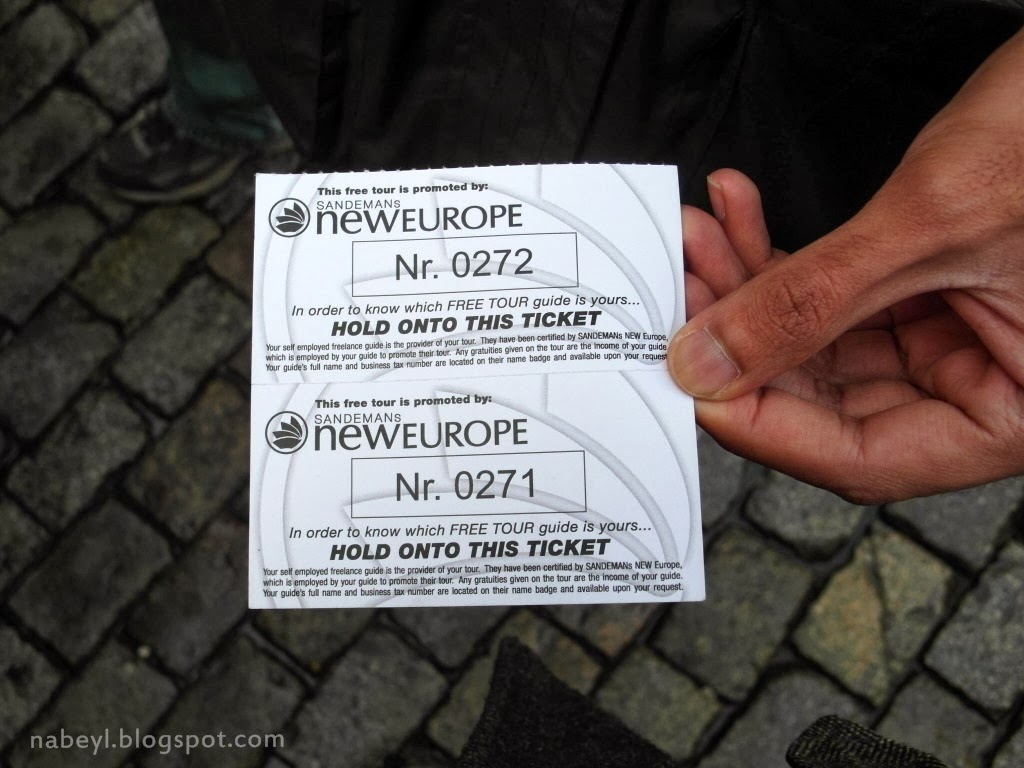 This free tour is promoted by:
SANDEMANs
newEUROPE
Nr. 0272
In order to know which FREE TOUR guide is yours...
HOLD ONTO THIS TICKET
Your self employed freelance guide is the provider of your tour. They have been certified by SANDEMANs NEW Europe,
which is employed by your guide to promote their tour. Any gratuities given on the tour are the income of your guide.
Your guide's full name and business tax number are located on their name badge and available upon your request
This free tour is promoted by:
SANDEMANs
newEUROPE
Nr. 0271
In order to know which FREE TOUR guide is yours...
HOLD ONTO THIS TICKET
Your self employed freelance guide is the provider of your tour. They have been certified by SANDEMANs NEW Europe,
which is employed by your guide to promote their tour. Any gratuities given on the tour are the income of your guide.
Your guide's full name and business tax number are located on their name badge and available upon your request.
nabeyl.blogspot.com